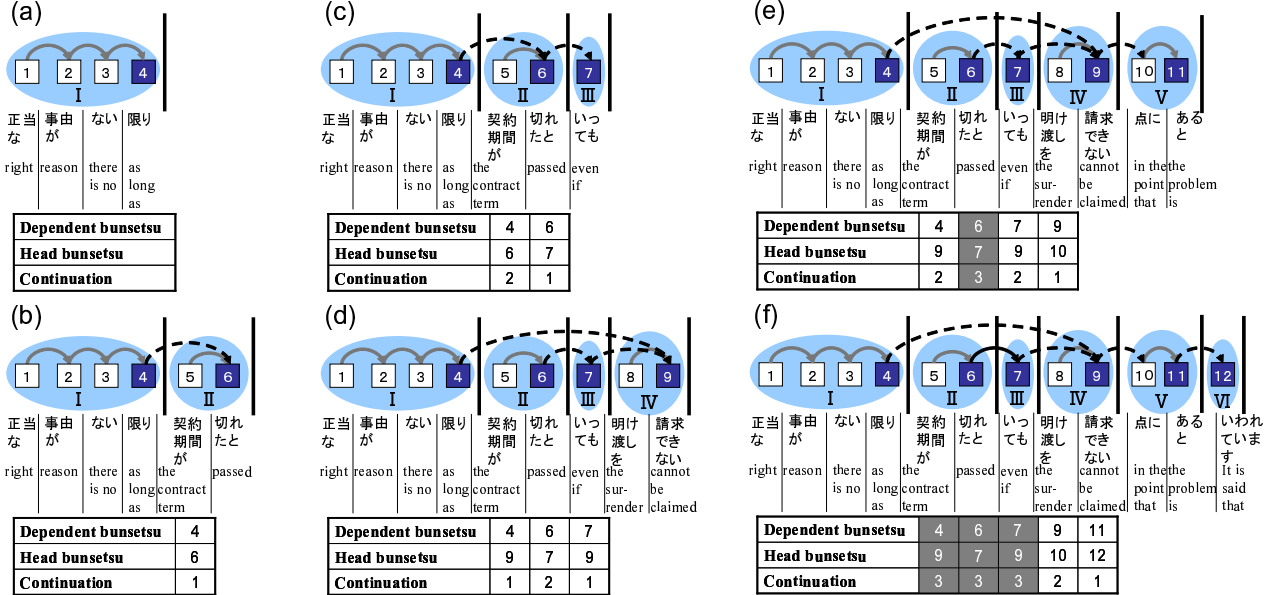 (a)
1 2 3 4
Ⅰ
正当 事由 ない 限り
な が
right reason there as
is no long
as
Dependent bunsetsu
Head bunsetsu
Continuation
(b)
1 2 3 4 5 6
Ⅰ Ⅱ
正当 事由 ない 限り 契約 切れ
な が 期間 たと
が
right reason there as the passed
is no long contract
as term
Dependent bunsetsu 4
Head bunsetsu 6
Continuation 1
(c)
1 2 3 4 5 6 7
Ⅰ Ⅱ Ⅲ
正当 事由 ない 限り 契約 切れ いっ
な が 期間 たと ても
が
right reason there as the passed even
is no long contract if
as term
Dependent bunsetsu 4 6
Head bunsetsu 6 7
Continuation 2 1
(d)
1 2 3 4 5 6 7 8 9
Ⅰ Ⅱ Ⅲ Ⅳ
正当 事由 ない 限り 契約 切れ いっ 明け 請求
な が 期間 たと ても 渡し でき
が を ない
right reason there as the passed even the cannot
is no long contract if sur- be
as term render claimed
Dependent bunsetsu 4 6 7
Head bunsetsu 9 7 9
Continuation 1 2 1
(e)
1 2 3 4 5 6 7 8 9 10 11
Ⅰ Ⅱ Ⅲ Ⅳ Ⅴ
正当 事由 ない 限り 契約 切れ いっ 明け 請求 点に ある
な が 期間 たと ても 渡し でき と
が を ない
right reason there as the passed even the cannot in the the
is no long contract if sur- be point problem
as term render claimed that is
Dependent bunsetsu 4 6 7 9
Head bunsetsu 9 7 9 10
Continuation 2 3 2 1
(f)
1 2 3 4 5 6 7 8 9 10 11 12
Ⅰ Ⅱ Ⅲ Ⅳ Ⅴ Ⅵ
正当 事由 ない 限り 契約 切れ いっ 明け 請求 点に ある いわれ
な が 期間 たと ても 渡し でき と ていま
が を ない す
right reason there as the passed even the cannot in the the It is
is no long contract if sur- be point problem said
as term render claimed that is that
Dependent bunsetsu 4 6 7 9 11
Head bunsetsu 9 7 9 10 12
Continuation 3 3 3 2 1